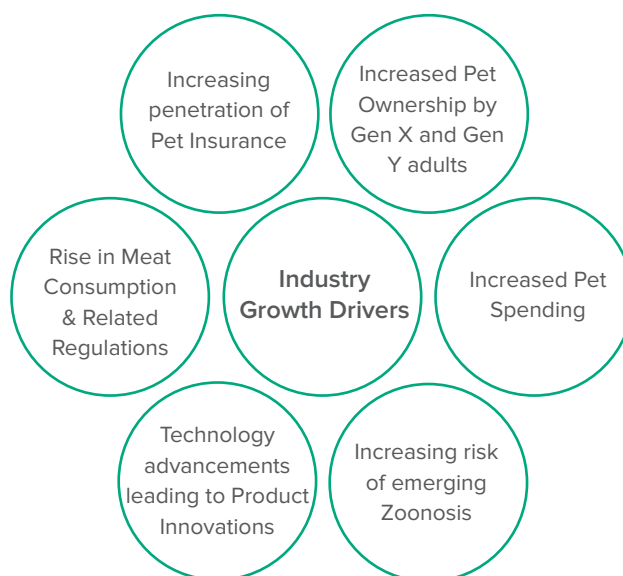 Increasing
penetration of
Pet Insurance
Increased Pet
Ownership by
Gen X and Gen
Y adults
Rise in Meat
Consumption
& Related
Regulations
Industry
Growth Drivers
Increased Pet
Spending
Technology
advancements
leading to Product
Innovations
Increasing risk
of emerging
Zoonosis